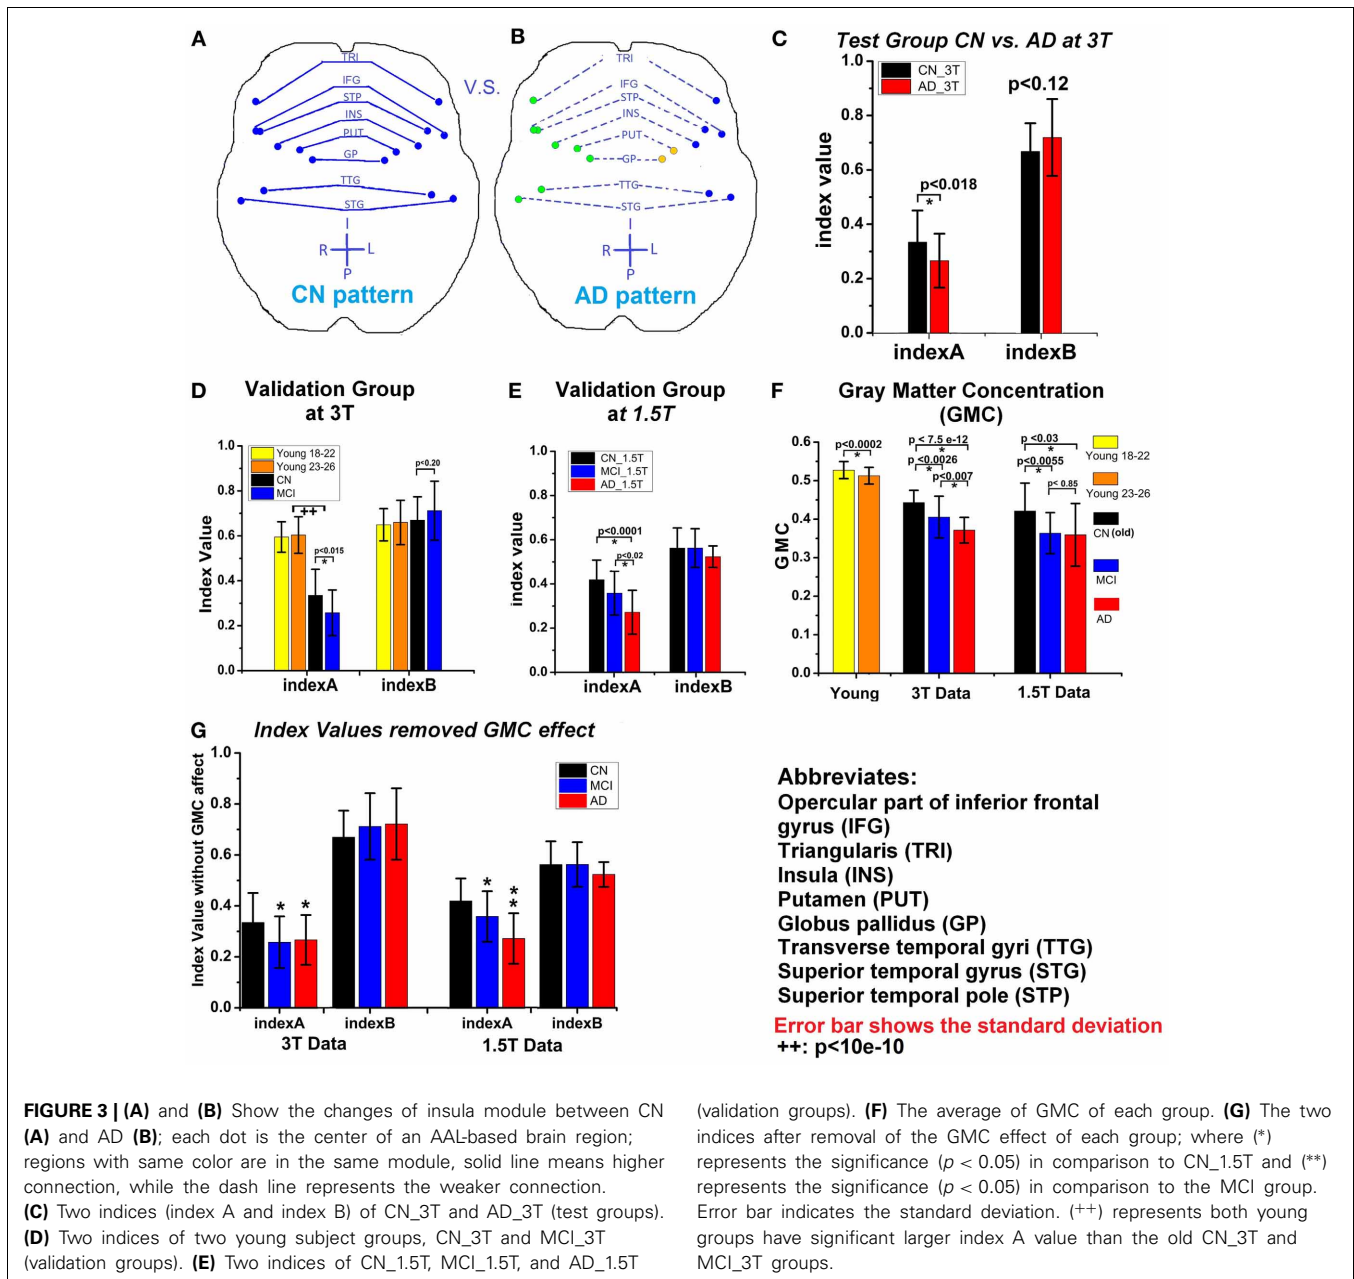 A
TRI
IFG
STP
INS
PUT
GP
TTG
STG
R L
P
CN pattern
V.S.
B
TRI
IFG
STP
INS
PUT
GP
TTG
STG
R L
P
AD pattern
C Test Group CN vs. AD at 3T
CN_3T
AD_3T
p<0.12
p<0.018
*
index value
1.0
0.8
0.6
0.4
0.2
0.0
indexA indexB
D Validation Group
at 3T
Young 18-22
Young 23-26
CN
MCI
p<0.20
++
p<0.015
*
Index Value
1.0
0.8
0.6
0.4
0.2
0.0
indexA indexB
E Validation Group
at 1.5T
CN_1.5T
MCI_1.5T
AD_1.5T
p<0.0001
*
p<0.02
*
index value
1.0
0.8
0.6
0.4
0.2
0.0
indexA indexB
F Gray Matter Concentration
(GMC)
p<0.0002
*
p < 7.5 e-12
*
p<0.0026
*
p<0.007
*
p<0.03
*
p<0.0055
*
p< 0.85
Young 18-22
Young 23-26
CN(old)
MCI
AD
GMC
0.6
0.5
0.4
0.3
0.2
0.1
0.0
Young 3T Data 1.5T Data
G Index Values removed GMC effect
CN
MCI
AD
Index Value without GMC affect
1.0
0.8
0.6
0.4
0.2
0.0
* * * * *
indexA indexB indexA indexB
3T Data 1.5T Data
Abbreviates:
Opercular part of inferior frontal
gyrus (IFG)
Triangularis (TRI)
Insula (INS)
Putamen (PUT)
Globus pallidus (GP)
Transverse temporal gyri (TTG)
Superior temporal gyrus (STG)
Superior temporal pole (STP)
Error bar shows the standard deviation
++: p<10e-10
FIGURE 3 | (A) and (B) Show the changes of insula module between CN
(A) and AD (B); each dot is the center of an AAL-based brain region;
regions with same color are in the same module, solid line means higher
connection, while the dash line represents the weaker connection.
(C) Two indices (index A and index B) of CN_3T and AD_3T (test groups).
(D) Two indices of two young subject groups, CN_3T and MCI_3T
(validation groups). (E) Two indices of CN_1.5T, MCI_1.5T, and AD_1.5T
(validation groups). (F) The average of GMC of each group. (G) The two
indices after removal of the GMC effect of each group; where (*)
represents the significance (p < 0.05) in comparison to CN_1.5T and (**)
represents the significance (p < 0.05) in comparison to the MCI group.
Error bar indicates the standard deviation. (++) represents both young
groups have significant larger index A value than the old CN_3T and
MCI_3T groups.